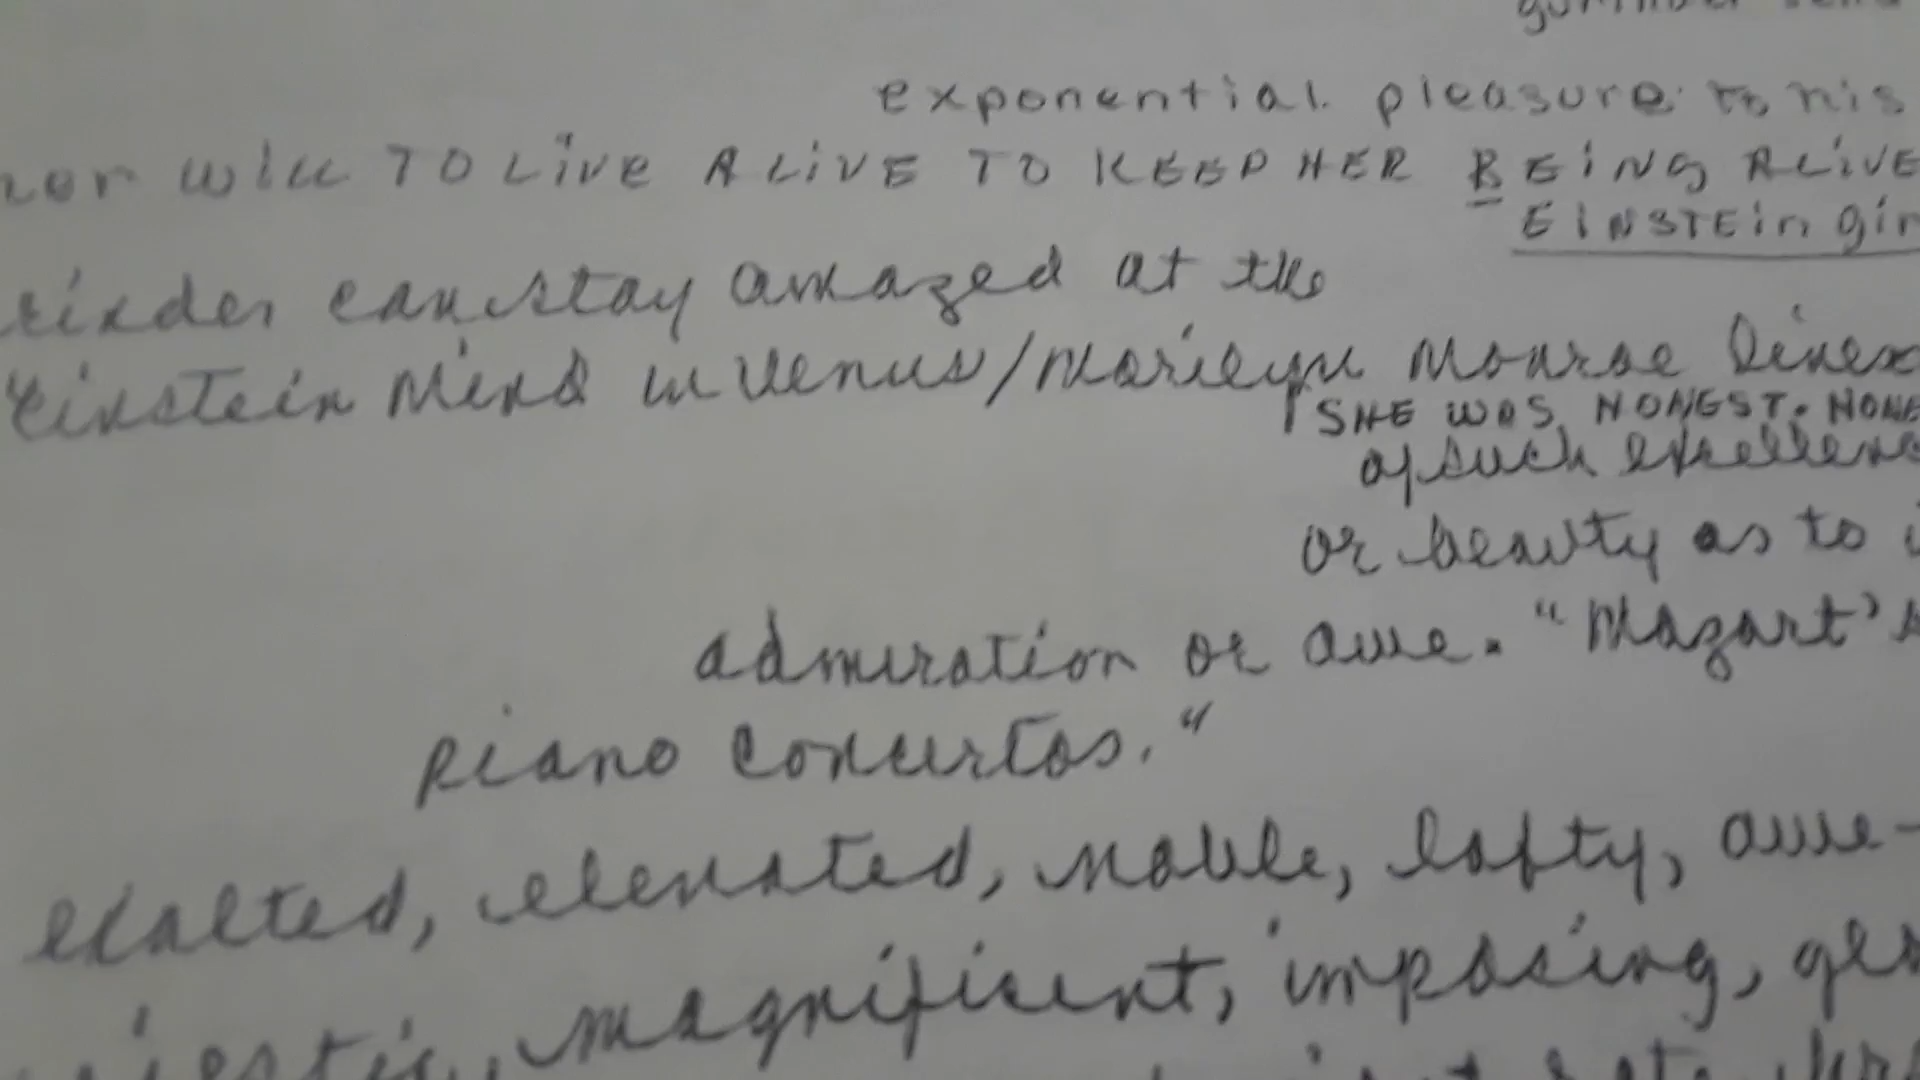 exponential pleasure to his
will TO Live ALiVE TO KEEP HER BEiNG ALiVE
EINSTEin
can stay amazed at the
Einstein Mind in Venus/Marilyn Monroe
SHE WAS HONEST.
of such
or beauty as to
admiration or awe. "Mozart's
piano concertos."
exalted, elevated, noble, lofty, awe-
magnificent, imposing,